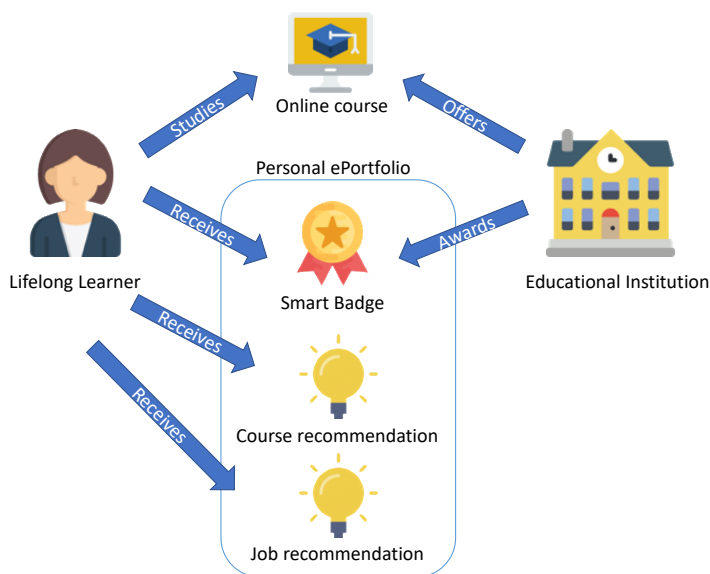 Online course
Studies
Offers
Personal ePortfolio
Receives
Awards
Lifelong Learner
Smart Badge
Educational Institution
Receives
Course recommendation
Receives
Job recommendation